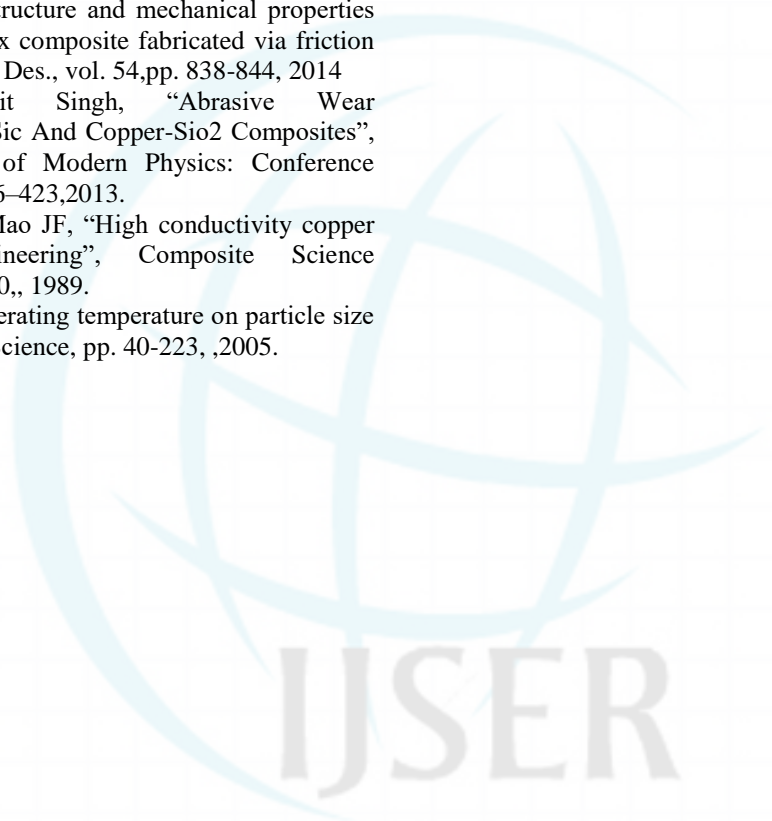 ructure and mechanical properties
x composite fabricated via friction
Des., vol. 54,pp. 838-844, 2014
it Singh, “Abrasive Wear
Sic And Copper-Sio2 Composites”,
of Modern Physics: Conference
6–423,2013.
Mao JF, “High conductivity copper
ineering”, Composite Science
0,, 1989.
erating temperature on particle size
cience, pp. 40-223, ,2005.
IJSER